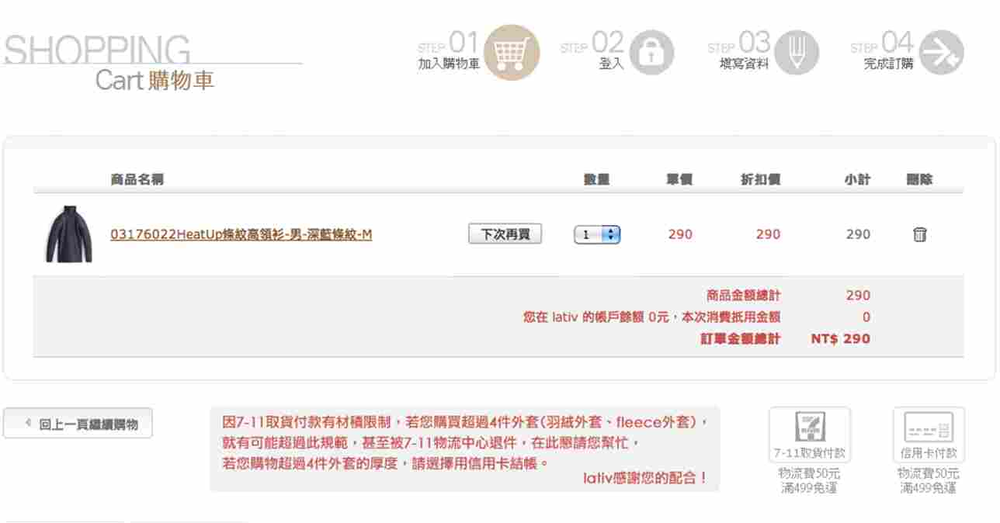 SHOPPING
Cart 購物車
STEP 01
加入購物車
STEP 02
登入
STEP 03
填寫資料
STEP 04
完成訂購
商品名稱 數量 單價 折扣價 小計 刪除
03176022HeatUp條紋高領衫-男-深藍條紋-M 下次再買 1 290 290 290
商品金額總計 290
您在 lativ 的帳戶餘額 0元，本次消費抵用金額 0
訂單金額總計 NT$ 290
回上一頁繼續購物
因7-11取貨付款有材積限制，若您購買超過4件外套(羽絨外套、fleece外套)，
就有可能超過此規範，甚至被7-11物流中心退件，在此懇請您幫忙，
若您購物超過4件外套的厚度，請選擇用信用卡結帳。
lativ感謝您的配合！
7-ELEVEN
7-11取貨付款
物流費50元
滿499免運
信用卡付款
物流費50元
滿499免運